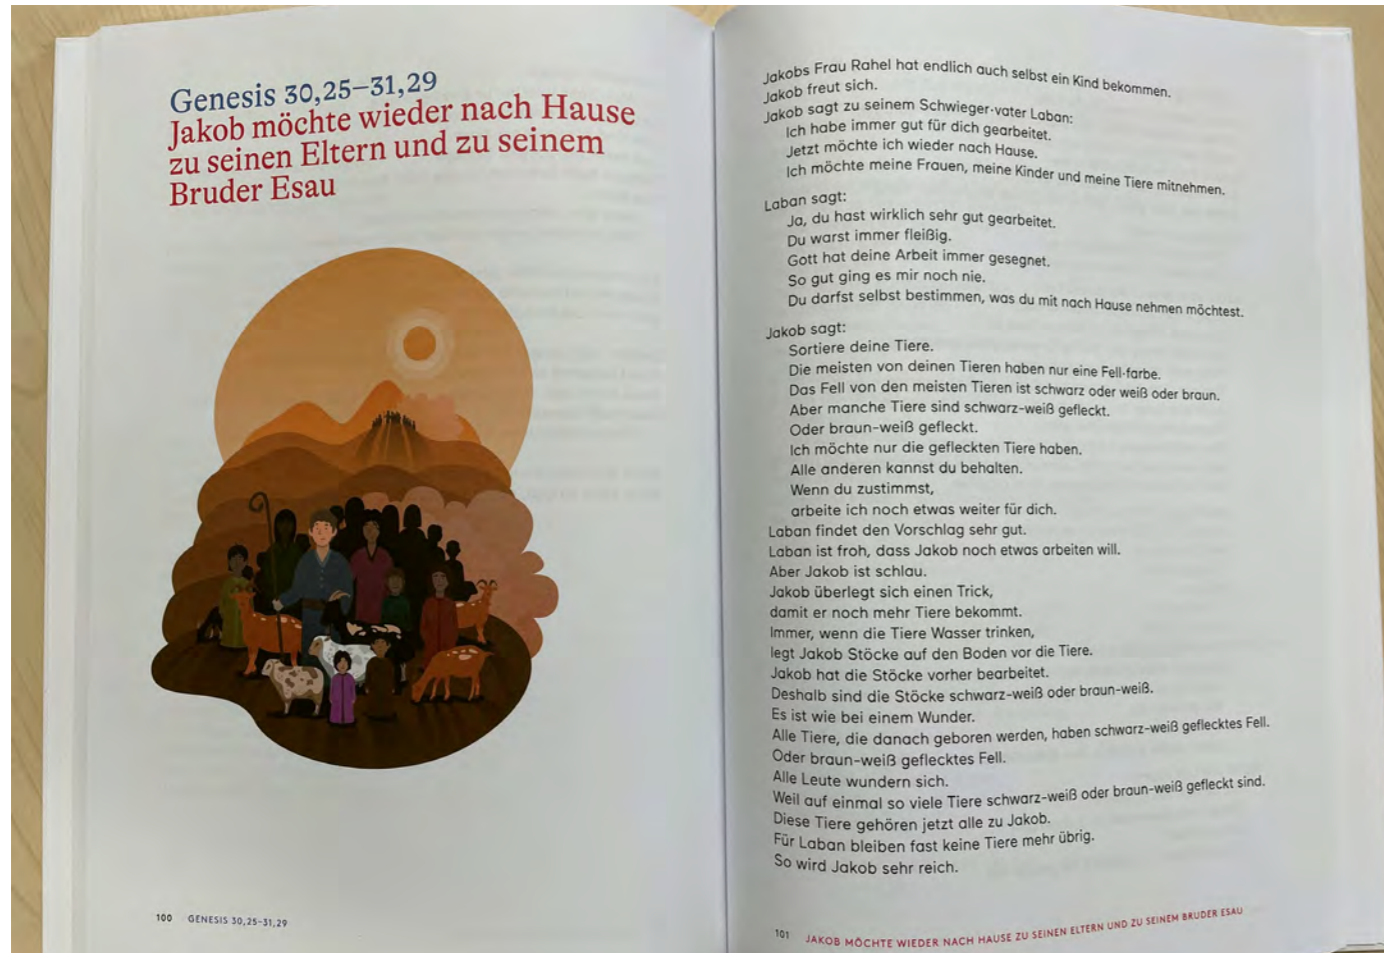 Genesis 30,25–31,29
Jakob möchte wieder nach Hause
zu seinen Eltern und zu seinem
Bruder Esau
100 GENESIS 30,25–31,29
Jakobs Frau Rahel hat endlich auch selbst ein Kind bekommen.
Jakob freut sich.
Jakob sagt zu seinem Schwieger·vater Laban:
Ich habe immer gut für dich gearbeitet.
Jetzt möchte ich wieder nach Hause.
Ich möchte meine Frauen, meine Kinder und meine Tiere mitnehmen.
Laban sagt:
Ja, du hast wirklich sehr gut gearbeitet.
Du warst immer fleißig.
Gott hat deine Arbeit immer gesegnet.
So gut ging es mir noch nie.
Du darfst selbst bestimmen, was du mit nach Hause nehmen möchtest.
Jakob sagt:
Sortiere deine Tiere.
Die meisten von deinen Tieren haben nur eine Fell·farbe.
Das Fell von den meisten Tieren ist schwarz oder weiß oder braun.
Aber manche Tiere sind schwarz-weiß gefleckt.
Oder braun-weiß gefleckt.
Ich möchte nur die gefleckten Tiere haben.
Alle anderen kannst du behalten.
Wenn du zustimmst,
arbeite ich noch etwas weiter für dich.
Laban findet den Vorschlag sehr gut.
Laban ist froh, dass Jakob noch etwas arbeiten will.
Aber Jakob ist schlau.
Jakob überlegt sich einen Trick,
damit er noch mehr Tiere bekommt.
Immer, wenn die Tiere Wasser trinken,
legt Jakob Stöcke auf den Boden vor die Tiere.
Jakob hat die Stöcke vorher bearbeitet.
Deshalb sind die Stöcke schwarz-weiß oder braun-weiß.
Es ist wie bei einem Wunder.
Alle Tiere, die danach geboren werden, haben schwarz-weiß geflecktes Fell.
Oder braun-weiß geflecktes Fell.
Alle Leute wundern sich.
Weil auf einmal so viele Tiere schwarz-weiß oder braun-weiß gefleckt sind.
Diese Tiere gehören jetzt alle zu Jakob.
Für Laban bleiben fast keine Tiere mehr übrig.
So wird Jakob sehr reich.
101 JAKOB MÖCHTE WIEDER NACH HAUSE ZU SEINEN ELTERN UND ZU SEINEM BRUDER ESAU